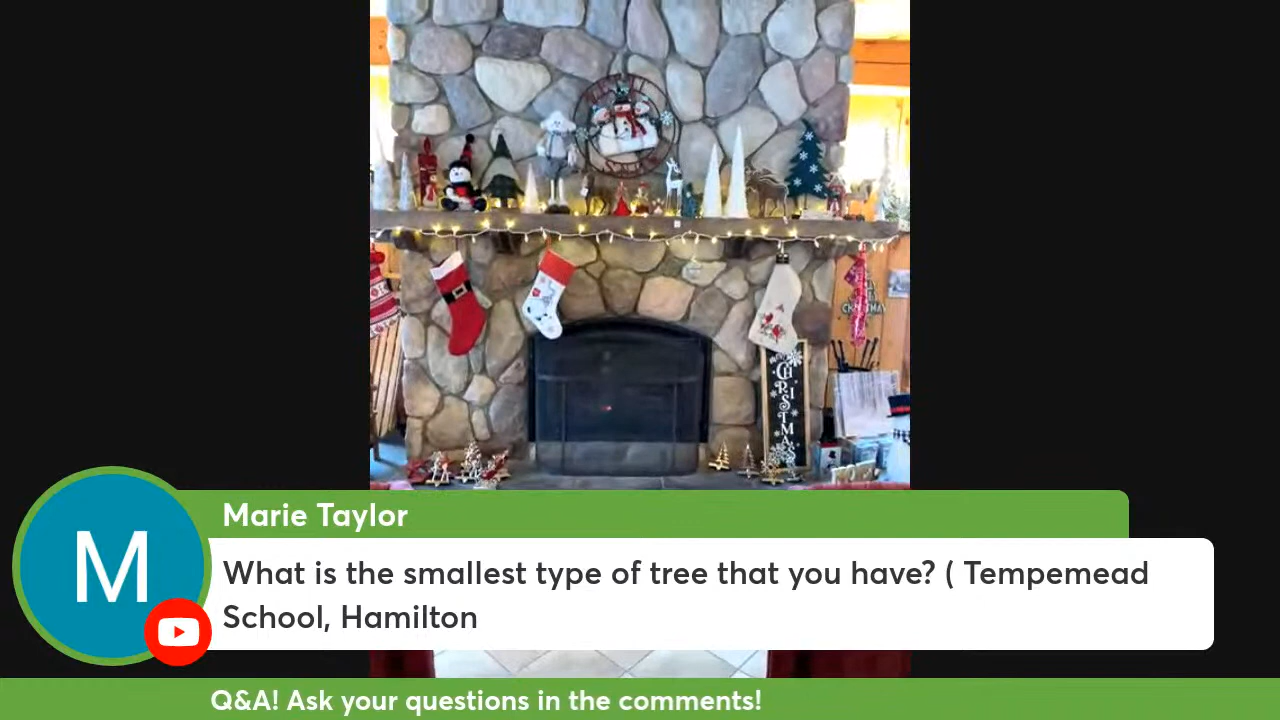 CHRISTMAS
CHRISTMAS
M
Marie Taylor
What is the smallest type of tree that you have? ( Tempemead
School, Hamilton
Q&A! Ask your questions in the comments!